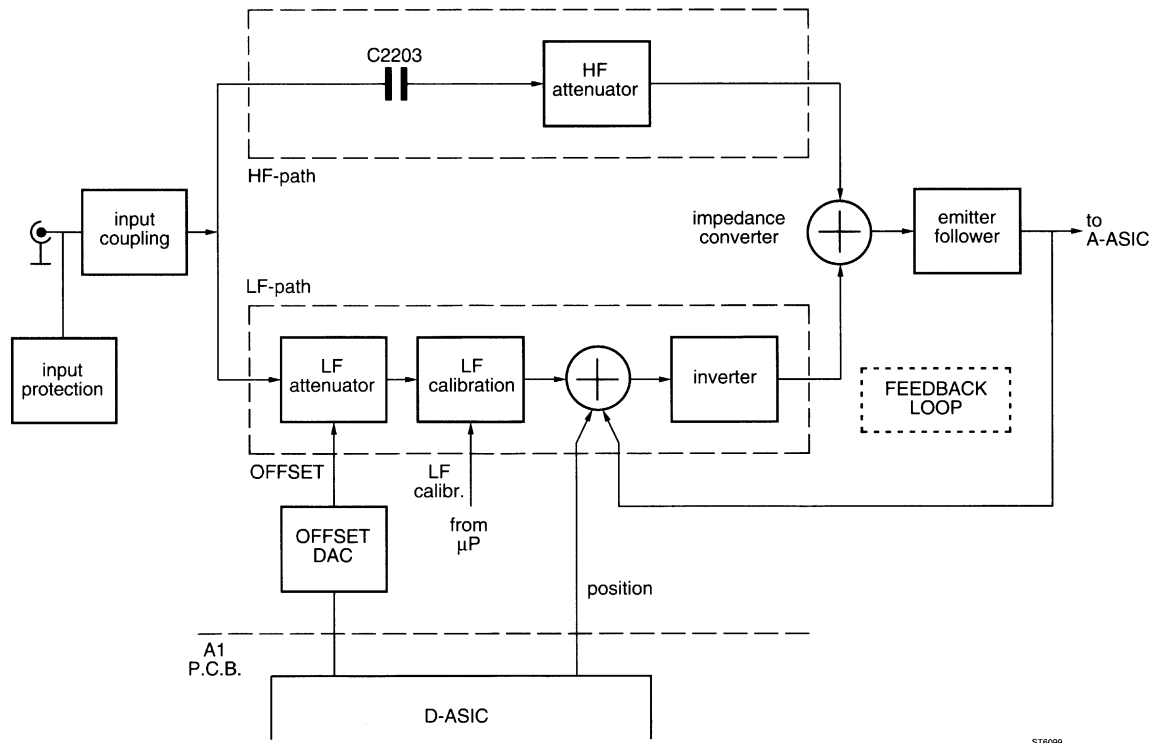 C2203
HF
attenuator
HF-path
input
coupling
impedance
converter
emitter
follower
to
A-ASIC
LF-path
input
protection
LF
attenuator
LF
calibration
inverter
FEEDBACK
LOOP
OFFSET
LF
calibr.
from
µP
OFFSET
DAC
position
A1
P.C.B.
D-ASIC
ST6099